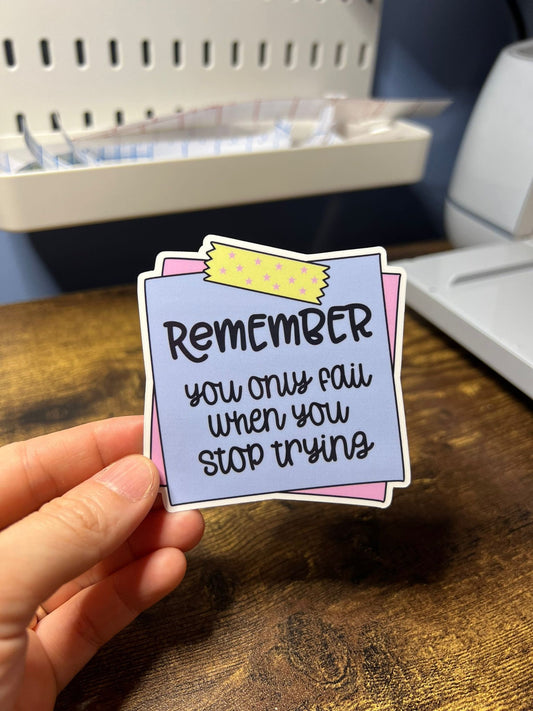 REMEMBER
you only fail
when you
stop trying